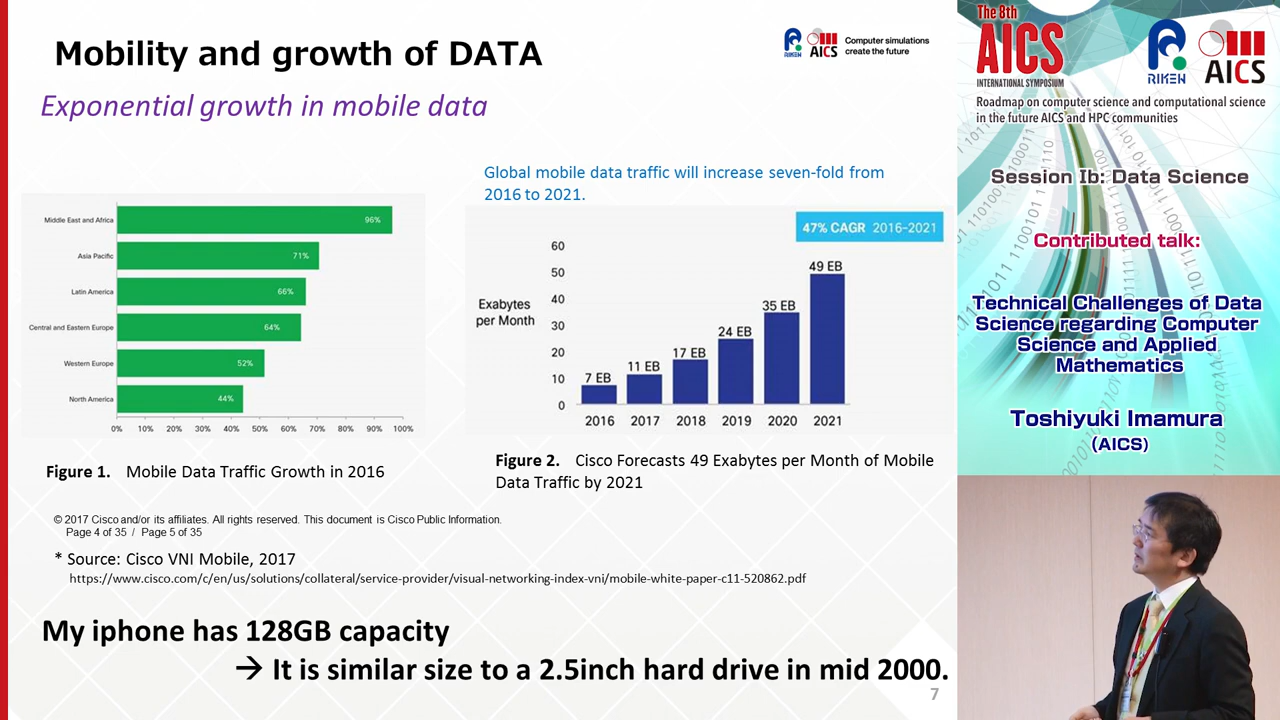 Mobility and growth of DATA
RIKEN
AICS
Computer simulations
create the future
Exponential growth in mobile data
Global mobile data traffic will increase seven-fold from
2016 to 2021.
Middle East and Africa 96%
Asia Pacific 71%
Latin America 66%
Central and Eastern Europe 64%
Western Europe 52%
North America 44%
0% 10% 20% 30% 40% 50% 60% 70% 80% 90% 100%
Figure 1. Mobile Data Traffic Growth in 2016
47% CAGR 2016–2021
Exabytes
per Month
60
50
40
30
20
10
0
7 EB
11 EB
17 EB
24 EB
35 EB
49 EB
2016 2017 2018 2019 2020 2021
Figure 2. Cisco Forecasts 49 Exabytes per Month of Mobile
Data Traffic by 2021
© 2017 Cisco and/or its affiliates. All rights reserved. This document is Cisco Public Information.
Page 4 of 35 / Page 5 of 35
* Source: Cisco VNI Mobile, 2017
https://www.cisco.com/c/en/us/solutions/collateral/service-provider/visual-networking-index-vni/mobile-white-paper-c11-520862.pdf
My iphone has 128GB capacity
→ It is similar size to a 2.5inch hard drive in mid 2000.
7
The 8th
AICS
INTERNATIONAL SYMPOSIUM
RIKEN
AICS
Roadmap on computer science and computational science
in the future AICS and HPC communities
Session Ib: Data Science
Contributed talk:
Technical Challenges of Data
Science regarding Computer
Science and Applied
Mathematics
Toshiyuki Imamura
(AICS)